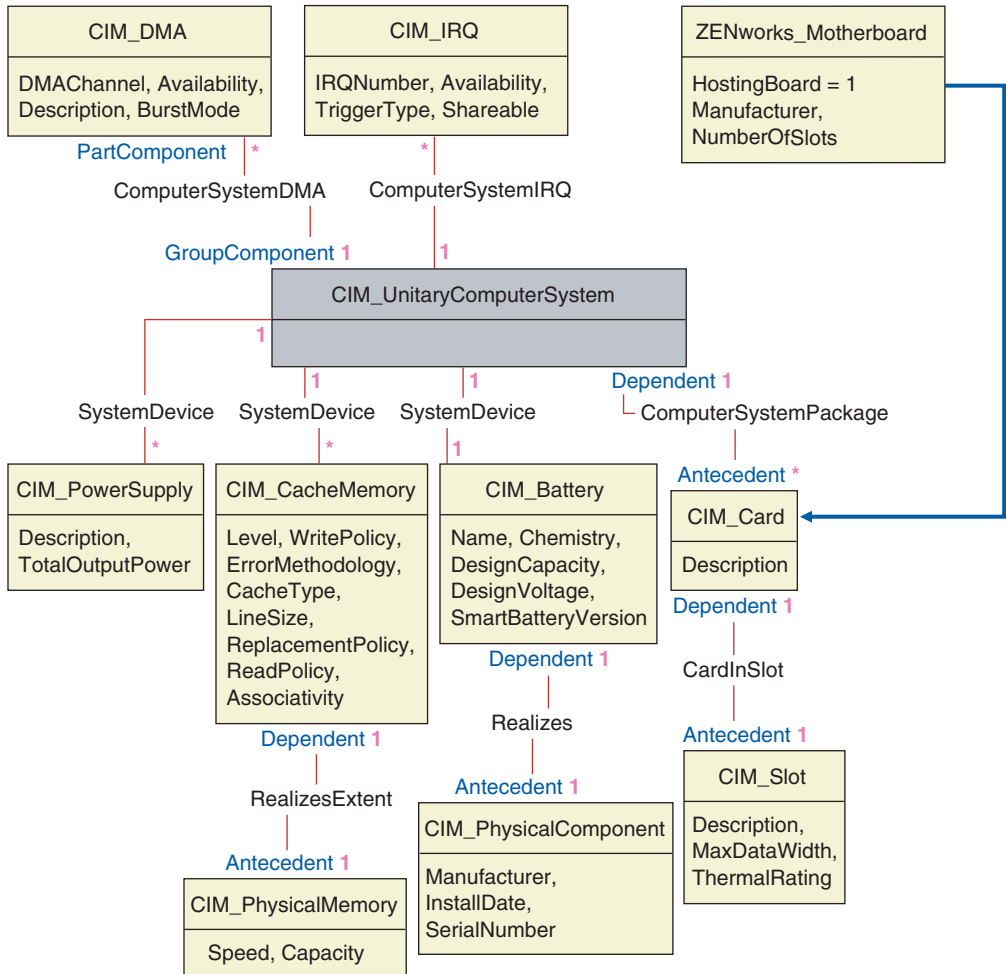 CIM_DMA
DMAChannel, Availability,
Description, BurstMode
CIM_IRQ
IRQNumber, Availability,
TriggerType, Shareable
ZENworks_Motherboard
HostingBoard = 1
Manufacturer,
NumberOfSlots
PartComponent *
*
ComputerSystemDMA
ComputerSystemIRQ
GroupComponent 1
1
CIM_UnitaryComputerSystem
1
1
1
Dependent 1
SystemDevice
SystemDevice
SystemDevice
ComputerSystemPackage
*
*
1
Antecedent *
CIM_PowerSupply
Description,
TotalOutputPower
CIM_CacheMemory
Level, WritePolicy,
ErrorMethodology,
CacheType,
LineSize,
ReplacementPolicy,
ReadPolicy,
Associativity
CIM_Battery
Name, Chemistry,
DesignCapacity,
DesignVoltage,
SmartBatteryVersion
CIM_Card
Description
Dependent 1
CardInSlot
Antecedent 1
Dependent 1
Realizes
Antecedent 1
Dependent 1
RealizesExtent
Antecedent 1
CIM_Slot
Description,
MaxDataWidth,
ThermalRating
CIM_PhysicalComponent
Manufacturer,
InstallDate,
SerialNumber
CIM_PhysicalMemory
Speed, Capacity